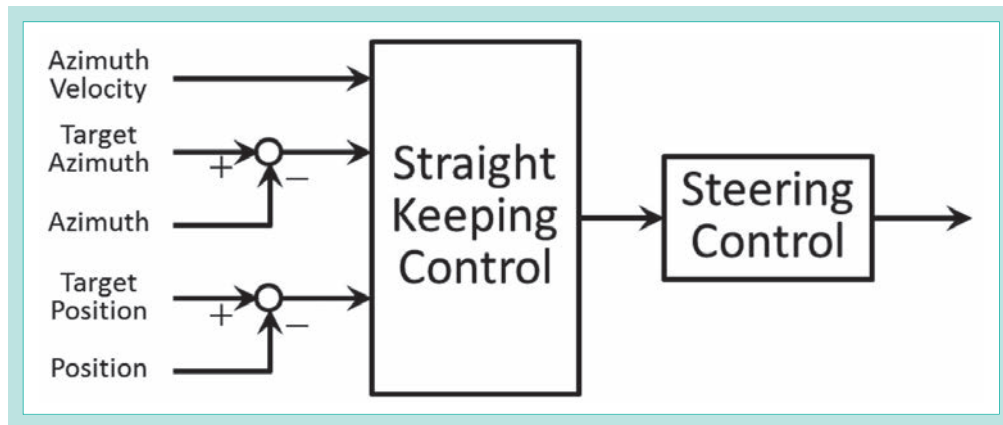 Azimuth
Velocity
Target
Azimuth
+
−
Azimuth
Target
Position
+
−
Position
Straight
Keeping
Control
Steering
Control